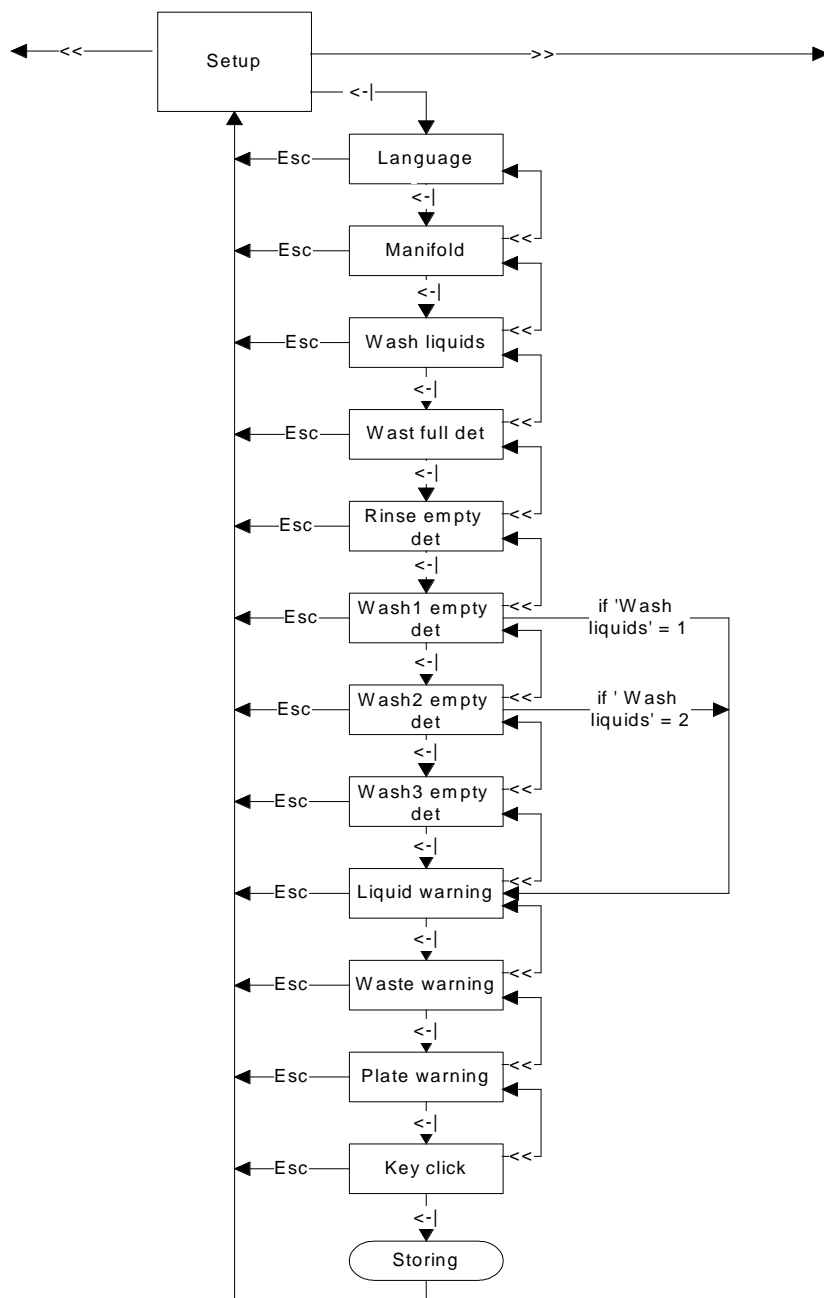 Setup
<<
>>
<-|
Esc
Language
<-|
<<
Esc
Manifold
<-|
<<
Esc
Wash liquids
<-|
<<
Esc
Wast full det
<-|
<<
Esc
Rinse empty
det
<-|
<<
Esc
Wash1 empty
det
if 'Wash
liquids' = 1
<-|
<<
Esc
Wash2 empty
det
if ' Wash
liquids' = 2
<-|
<<
Esc
Wash3 empty
det
<-|
<<
Esc
Liquid warning
<-|
<<
Esc
Waste warning
<-|
<<
Esc
Plate warning
<-|
<<
Esc
Key click
<-|
Storing